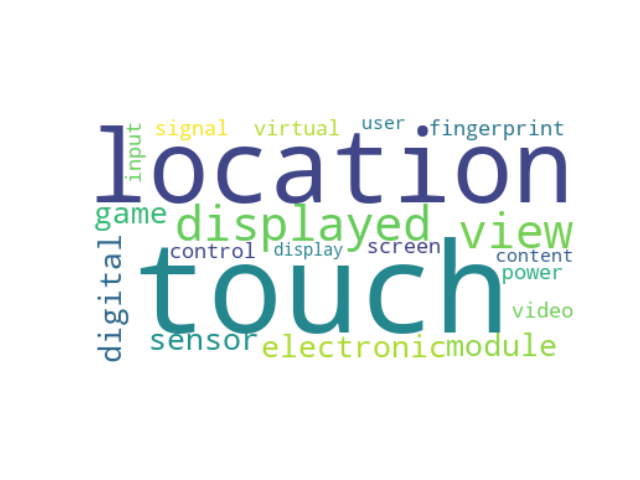 signal virtual user fingerprint
input
location
game displayed view
digital control display screen content
touch power
video
sensor electronic module